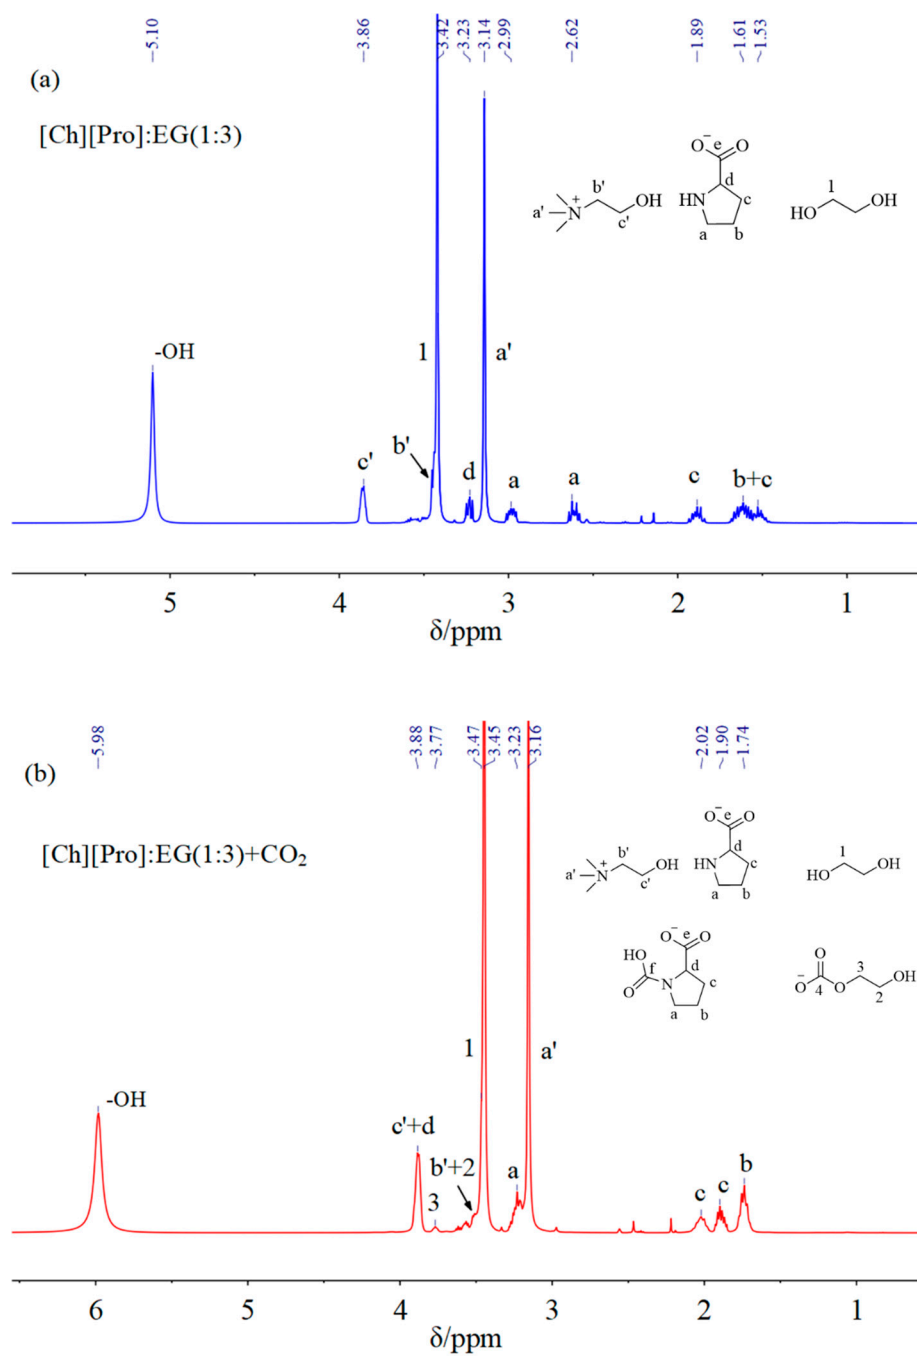 5.10
3.86
3.42
3.23
3.14
2.99
2.62
1.89
1.61
1.53
(a)
[Ch][Pro]:EG(1:3)
a'
N
+
b'
c'
OH
O
−
e
O
d
c
HN
a
b
HO
1
OH
-OH
c'
b'
1
d
a'
a
a
c
b+c
5
4
3
2
1
δ/ppm
5.98
3.88
3.77
3.47
3.45
3.23
3.16
2.02
1.90
1.74
(b)
[Ch][Pro]:EG(1:3)+CO₂
a'
N
+
b'
c'
OH
O
−
e
O
d
c
HN
a
b
HO
1
OH
HO
f
O
N
O
−
e
O
d
c
a
b
O
−
O
4
O
3
2
OH
-OH
c'+d
3
b'+2
1
a
a'
c
c
b
6
4
3
2
1
δ/ppm